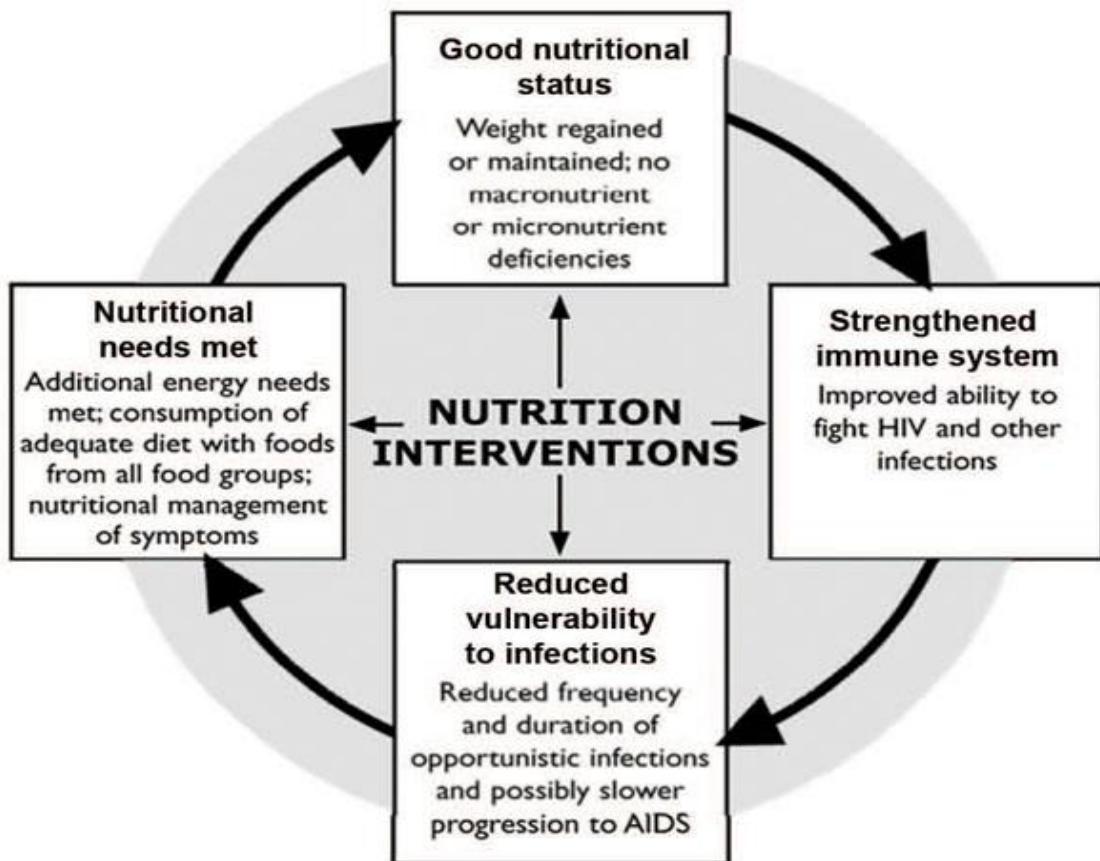 Good nutritional
status
Weight regained
or maintained; no
macronutrient
or micronutrient
deficiencies
Nutritional
needs met
Additional energy needs
met; consumption of
adequate diet with foods
from all food groups;
nutritional management
of symptoms
NUTRITION
INTERVENTIONS
Strengthened
immune system
Improved ability to
fight HIV and other
infections
Reduced
vulnerability
to infections
Reduced frequency
and duration of
opportunistic infections
and possibly slower
progression to AIDS